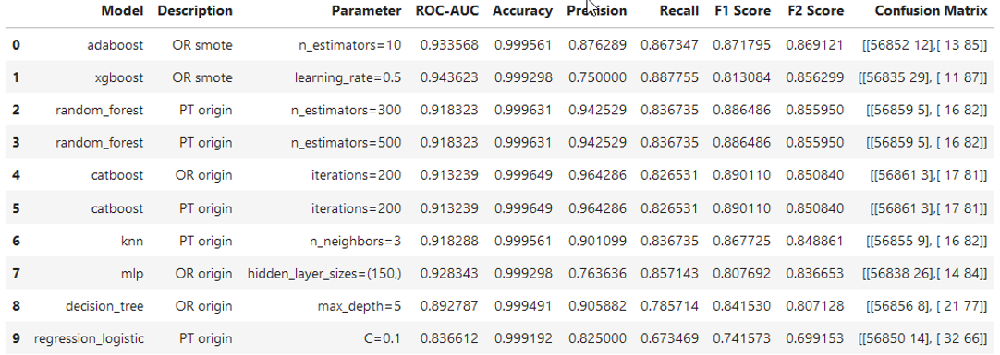 Model Description Parameter ROC-AUC Accuracy Precision Recall F1 Score F2 Score Confusion Matrix
0 adaboost OR smote n_estimators=10 0.933568 0.999561 0.876289 0.867347 0.871795 0.869121 [[56852 12],[ 13 85]]
1 xgboost OR smote learning_rate=0.5 0.943623 0.999298 0.750000 0.887755 0.813084 0.856299 [[56835 29], [ 11 87]]
2 random_forest PT origin n_estimators=300 0.918323 0.999631 0.942529 0.836735 0.886486 0.855950 [[56859 5], [ 16 82]]
3 random_forest PT origin n_estimators=500 0.918323 0.999631 0.942529 0.836735 0.886486 0.855950 [[56859 5], [ 16 82]]
4 catboost OR origin iterations=200 0.913239 0.999649 0.964286 0.826531 0.890110 0.850840 [[56861 3],[ 17 81]]
5 catboost PT origin iterations=200 0.913239 0.999649 0.964286 0.826531 0.890110 0.850840 [[56861 3],[ 17 81]]
6 knn PT origin n_neighbors=3 0.918288 0.999561 0.901099 0.836735 0.867725 0.848861 [[56855 9], [ 16 82]]
7 mlp OR origin hidden_layer_sizes=(150,) 0.928343 0.999298 0.763636 0.857143 0.807692 0.836653 [[56838 26],[ 14 84]]
8 decision_tree OR origin max_depth=5 0.892787 0.999491 0.905882 0.785714 0.841530 0.807128 [[56856 8], [ 21 77]]
9 regression_logistic PT origin C=0.1 0.836612 0.999192 0.825000 0.673469 0.741573 0.699153 [[56850 14], [ 32 66]]